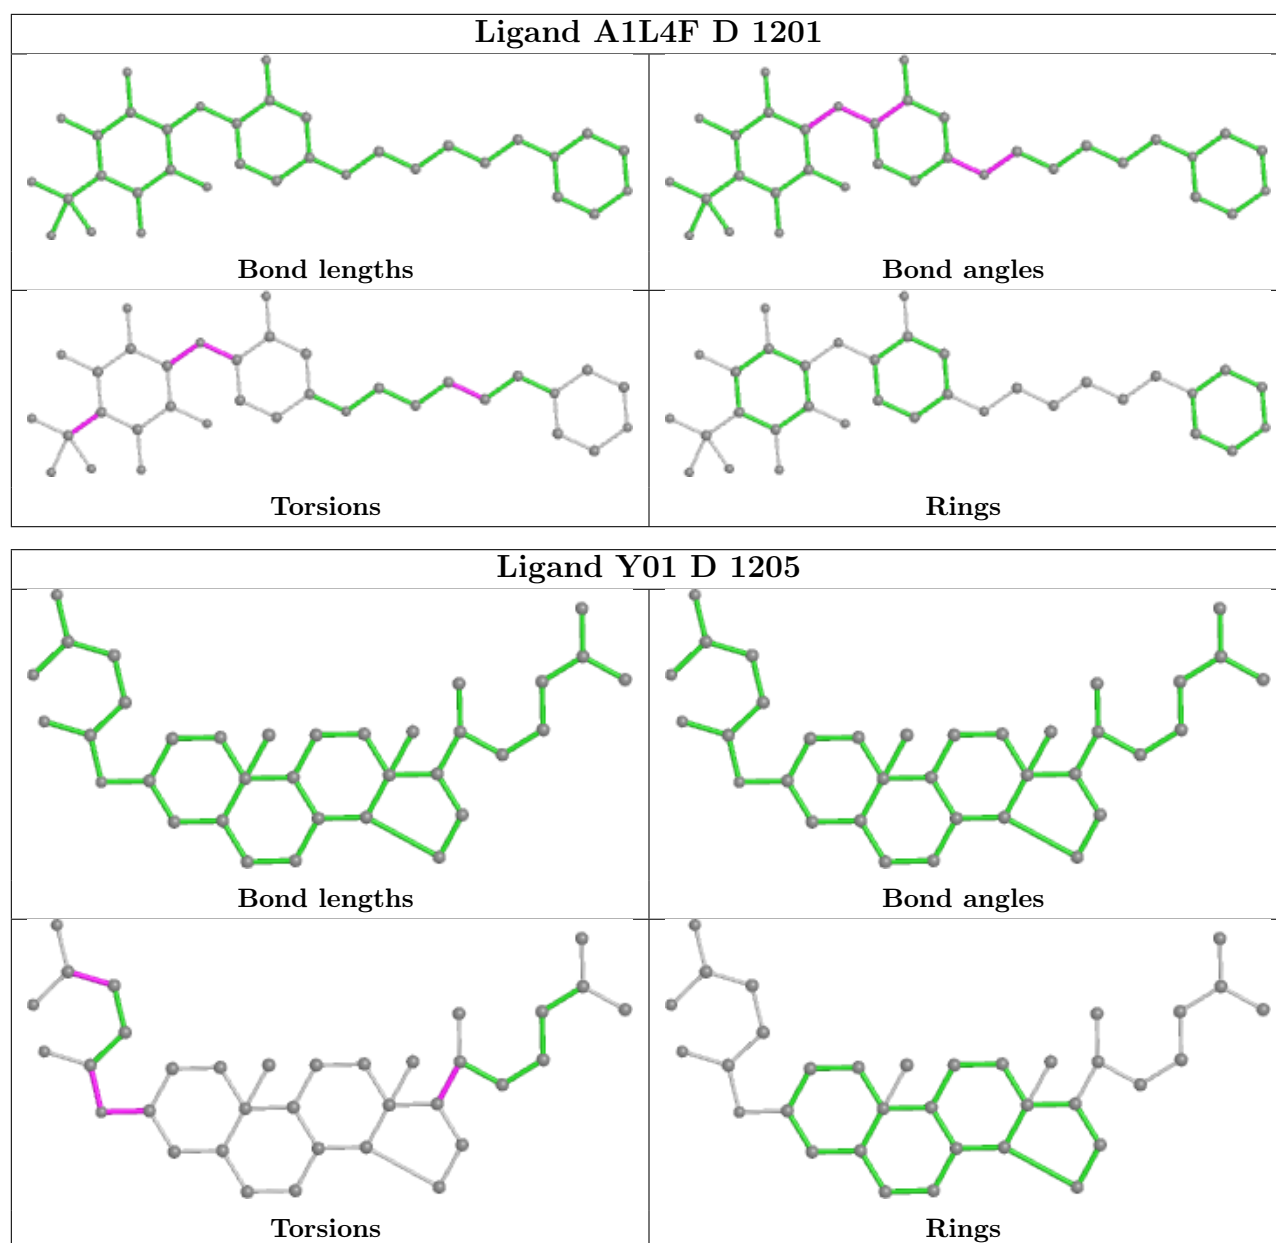 Ligand A1L4F D 1201
Bond lengths
Bond angles
Torsions
Rings
Ligand Y01 D 1205
Bond lengths
Bond angles
Torsions
Rings